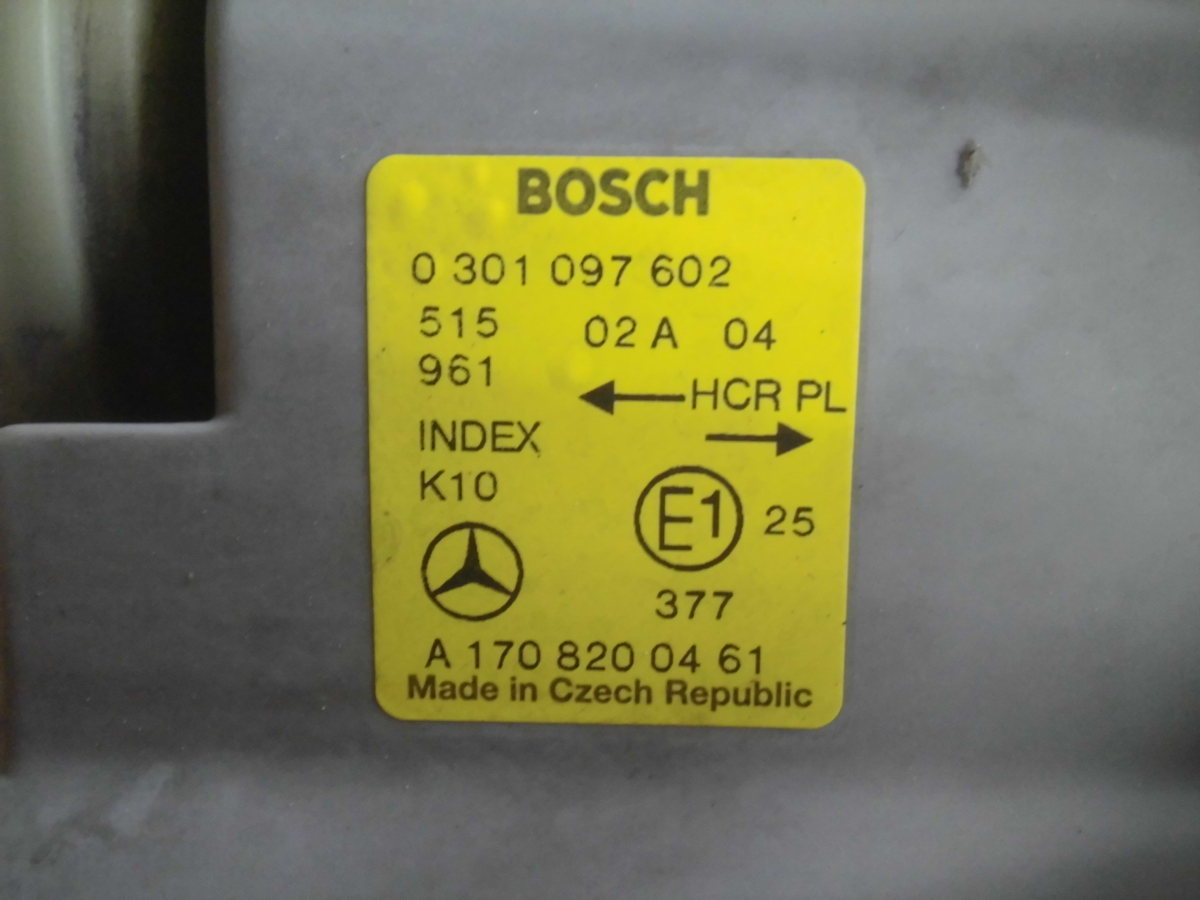 BOSCH
0 301 097 602
515 02 A 04
961
HCR PL
INDEX
K10
E1 25
377
A 170 820 04 61
Made in Czech Republic